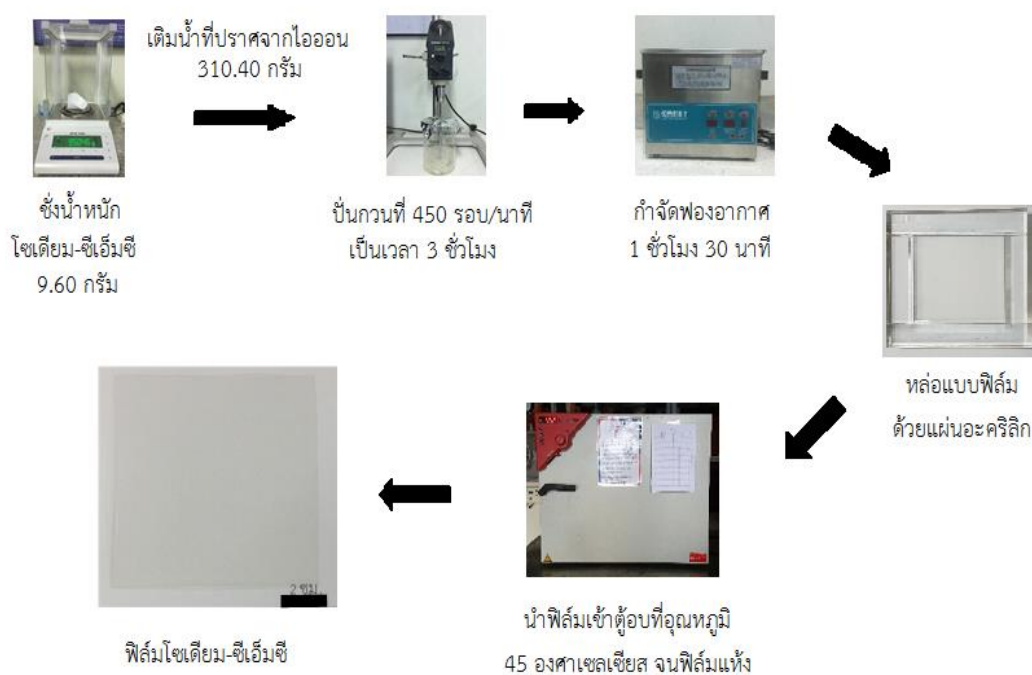 เติมน้ำที่ปราศจากไอออน
310.40 กรัม
ชั่งน้ำหนัก
โซเดียม-ซีเอ็มซี
9.60 กรัม
ปั่นกวนที่ 450 รอบ/นาที
เป็นเวลา 3 ชั่วโมง
CREST
กำจัดฟองอากาศ
1 ชั่วโมง 30 นาที
หล่อแบบฟิล์ม
ด้วยแผ่นอะคริลิก
นำฟิล์มเข้าตู้อบที่อุณหภูมิ
45 องศาเซลเซียส จนฟิล์มแห้ง
2 ซม.
ฟิล์มโซเดียม-ซีเอ็มซี